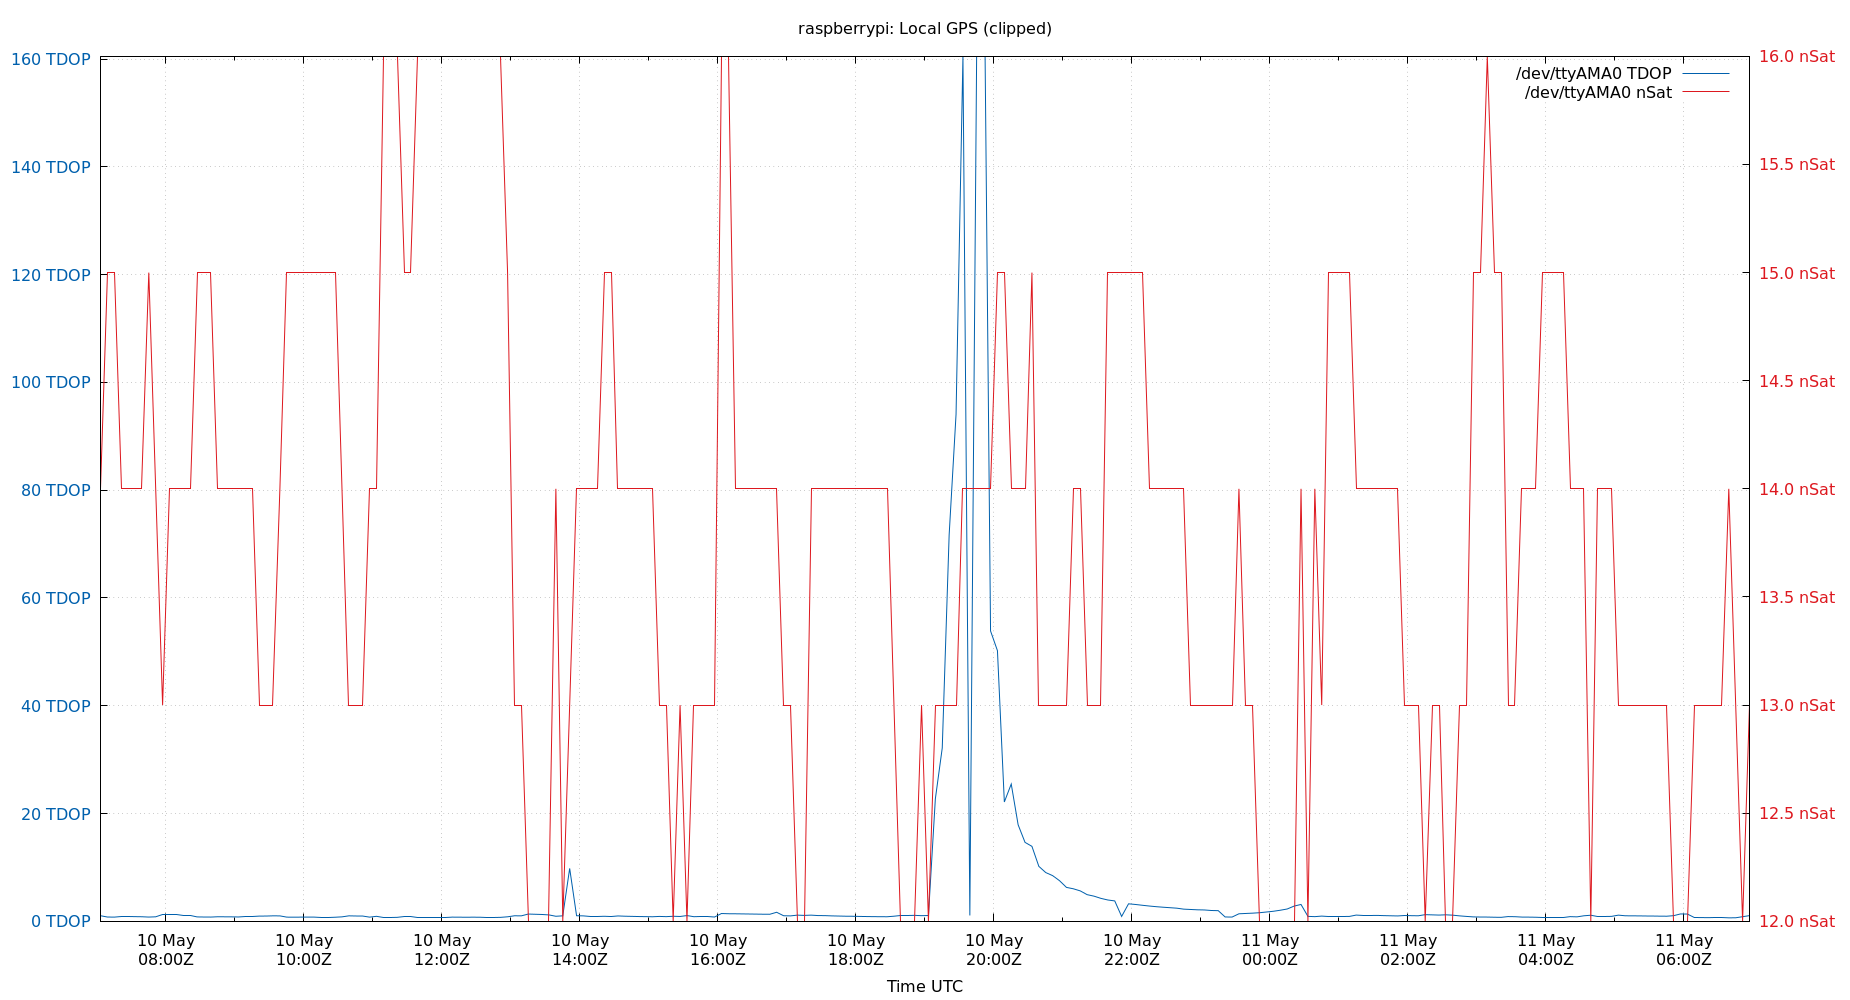 raspberrypi: Local GPS (clipped)
160 TDOP
140 TDOP
120 TDOP
100 TDOP
80 TDOP
60 TDOP
40 TDOP
20 TDOP
0 TDOP
16.0 nSat
15.5 nSat
15.0 nSat
14.5 nSat
14.0 nSat
13.5 nSat
13.0 nSat
12.5 nSat
12.0 nSat
/dev/ttyAMA0 TDOP
/dev/ttyAMA0 nSat
10 May 10 May 10 May 10 May 10 May 10 May 10 May 10 May 11 May 11 May 11 May 11 May
08:00Z 10:00Z 12:00Z 14:00Z 16:00Z 18:00Z 20:00Z 22:00Z 00:00Z 02:00Z 04:00Z 06:00Z
Time UTC